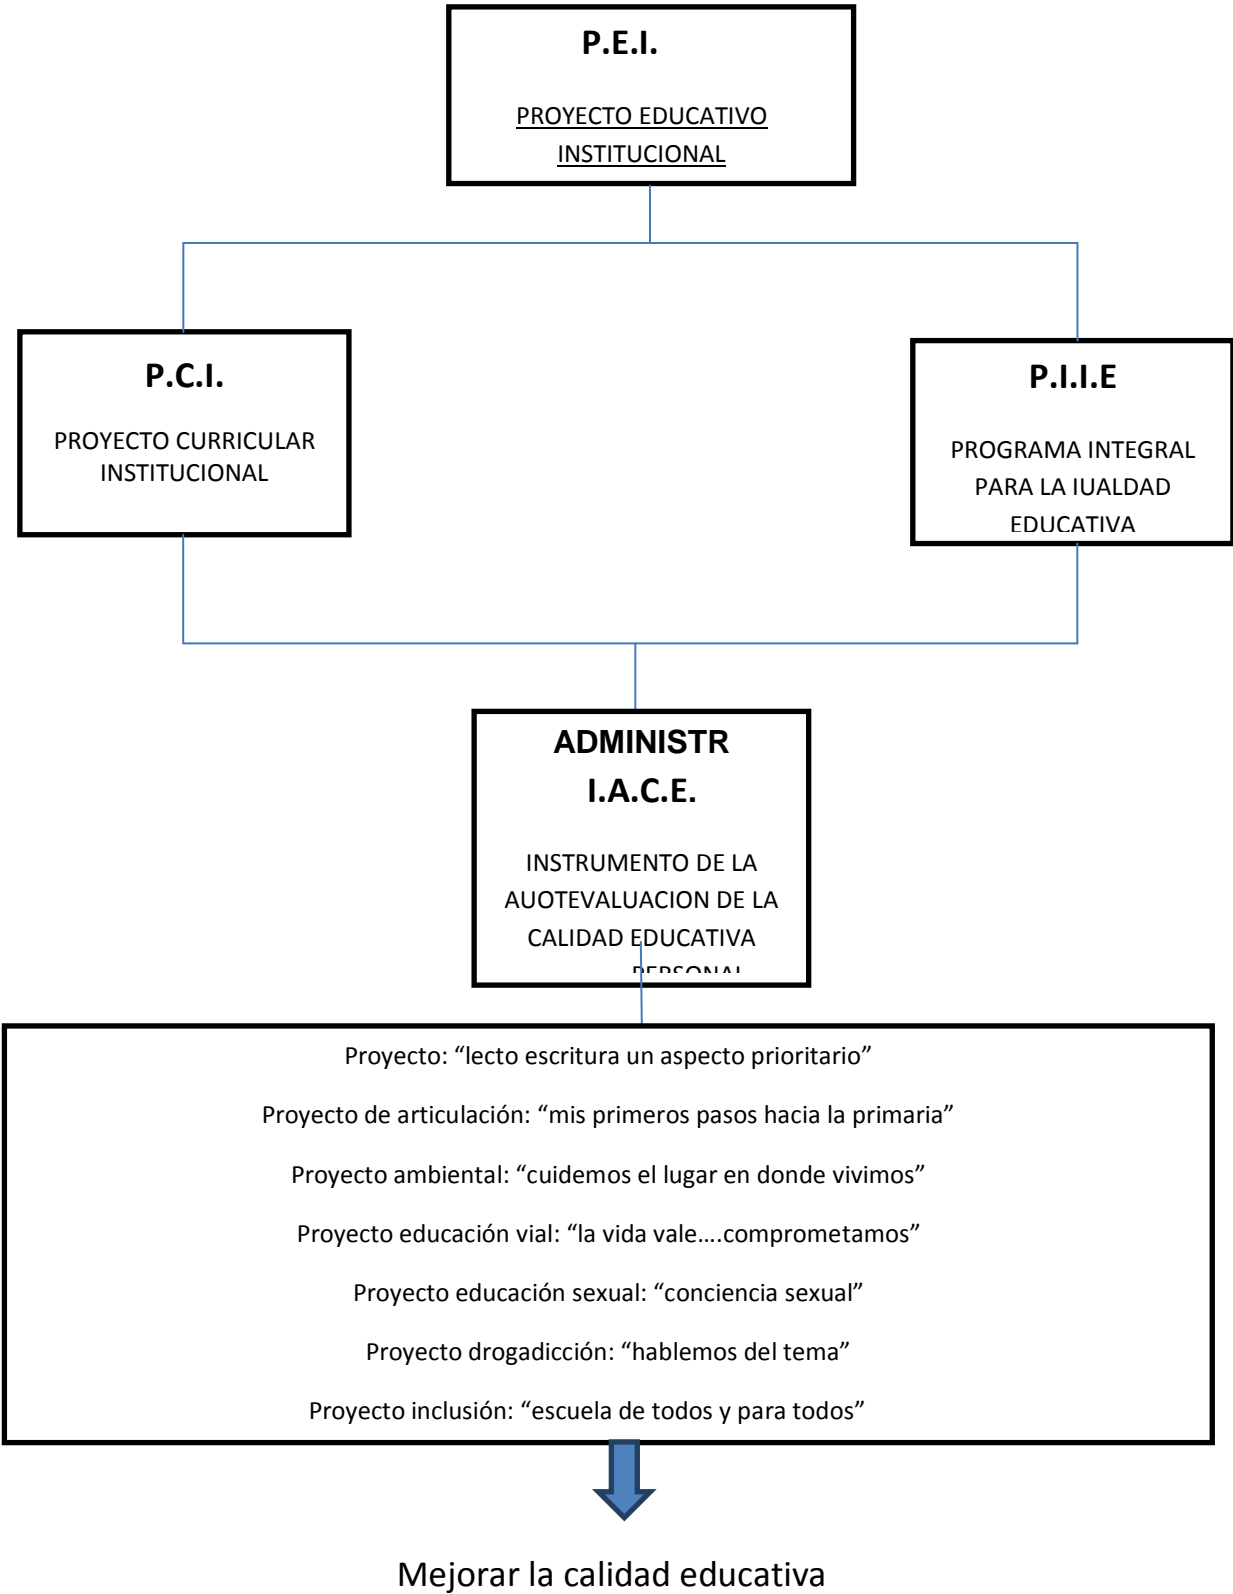 P.E.I.
PROYECTO EDUCATIVO
INSTITUCIONAL
P.C.I.
PROYECTO CURRICULAR
INSTITUCIONAL
P.I.I.E
PROGRAMA INTEGRAL
PARA LA IUALDAD
EDUCATIVA
ADMINISTR
I.A.C.E.
INSTRUMENTO DE LA
AUOTEVALUACION DE LA
CALIDAD EDUCATIVA
PERSONAL
Proyecto: “lecto escritura un aspecto prioritario”
Proyecto de articulación: “mis primeros pasos hacia la primaria”
Proyecto ambiental: “cuidemos el lugar en donde vivimos”
Proyecto educación vial: “la vida vale….comprometamos”
Proyecto educación sexual: “conciencia sexual”
Proyecto drogadicción: “hablemos del tema”
Proyecto inclusión: “escuela de todos y para todos”
Mejorar la calidad educativa